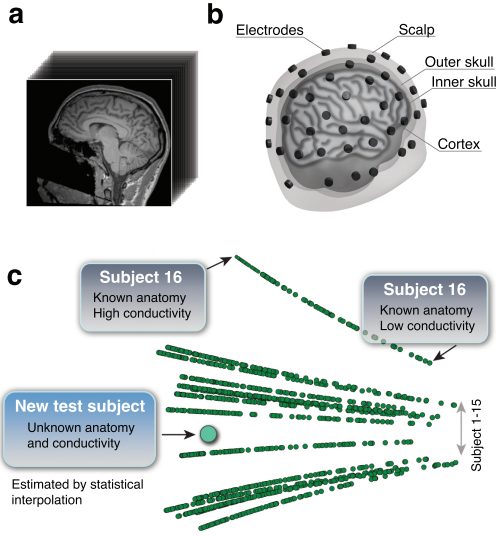 a
b
Electrodes
Scalp
Outer skull
Inner skull
Cortex
c
Subject 16
Known anatomy
High conductivity
Subject 16
Known anatomy
Low conductivity
New test subject
Unknown anatomy
and conductivity
Estimated by statistical
interpolation
Subject 1-15